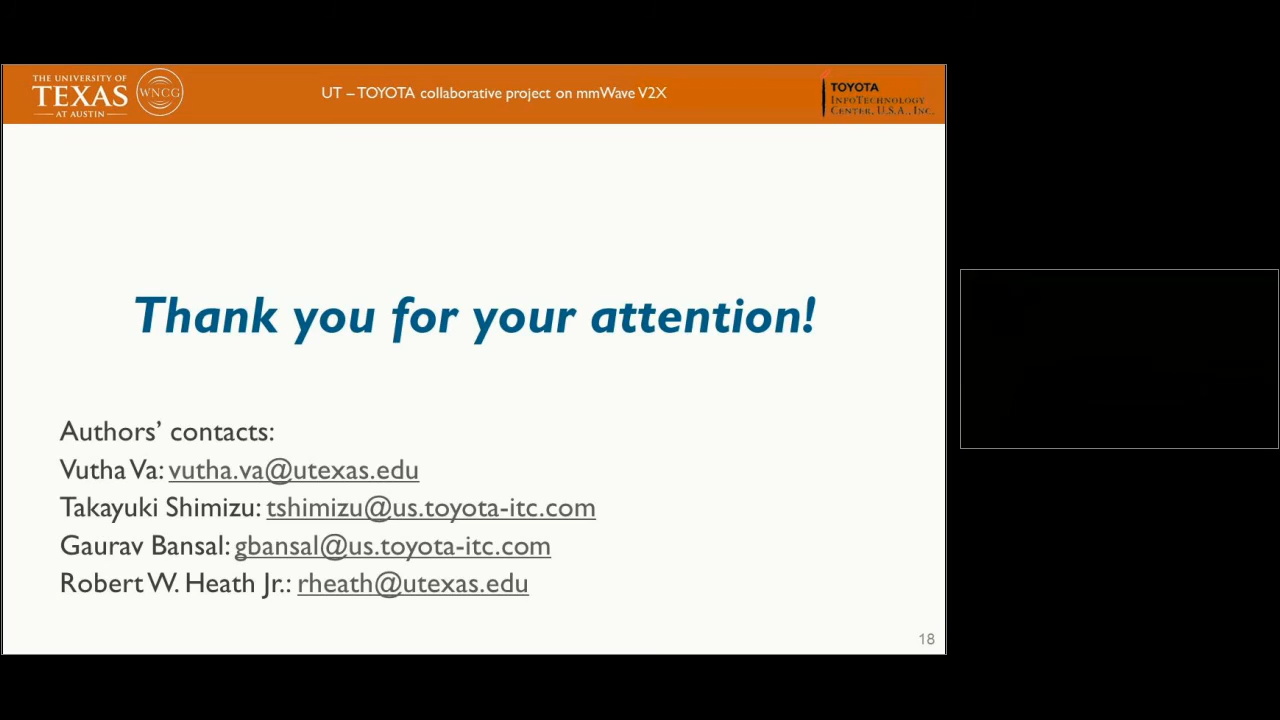 THE UNIVERSITY OF
TEXAS
AT AUSTIN
WNCG
UT – TOYOTA collaborative project on mmWave V2X
TOYOTA
INFOTECHNOLOGY
CENTER, U.S.A., INC.
Thank you for your attention!
Authors’ contacts:
Vutha Va: vutha.va@utexas.edu
Takayuki Shimizu: tshimizu@us.toyota-itc.com
Gaurav Bansal: gbansal@us.toyota-itc.com
Robert W. Heath Jr.: rheath@utexas.edu
18